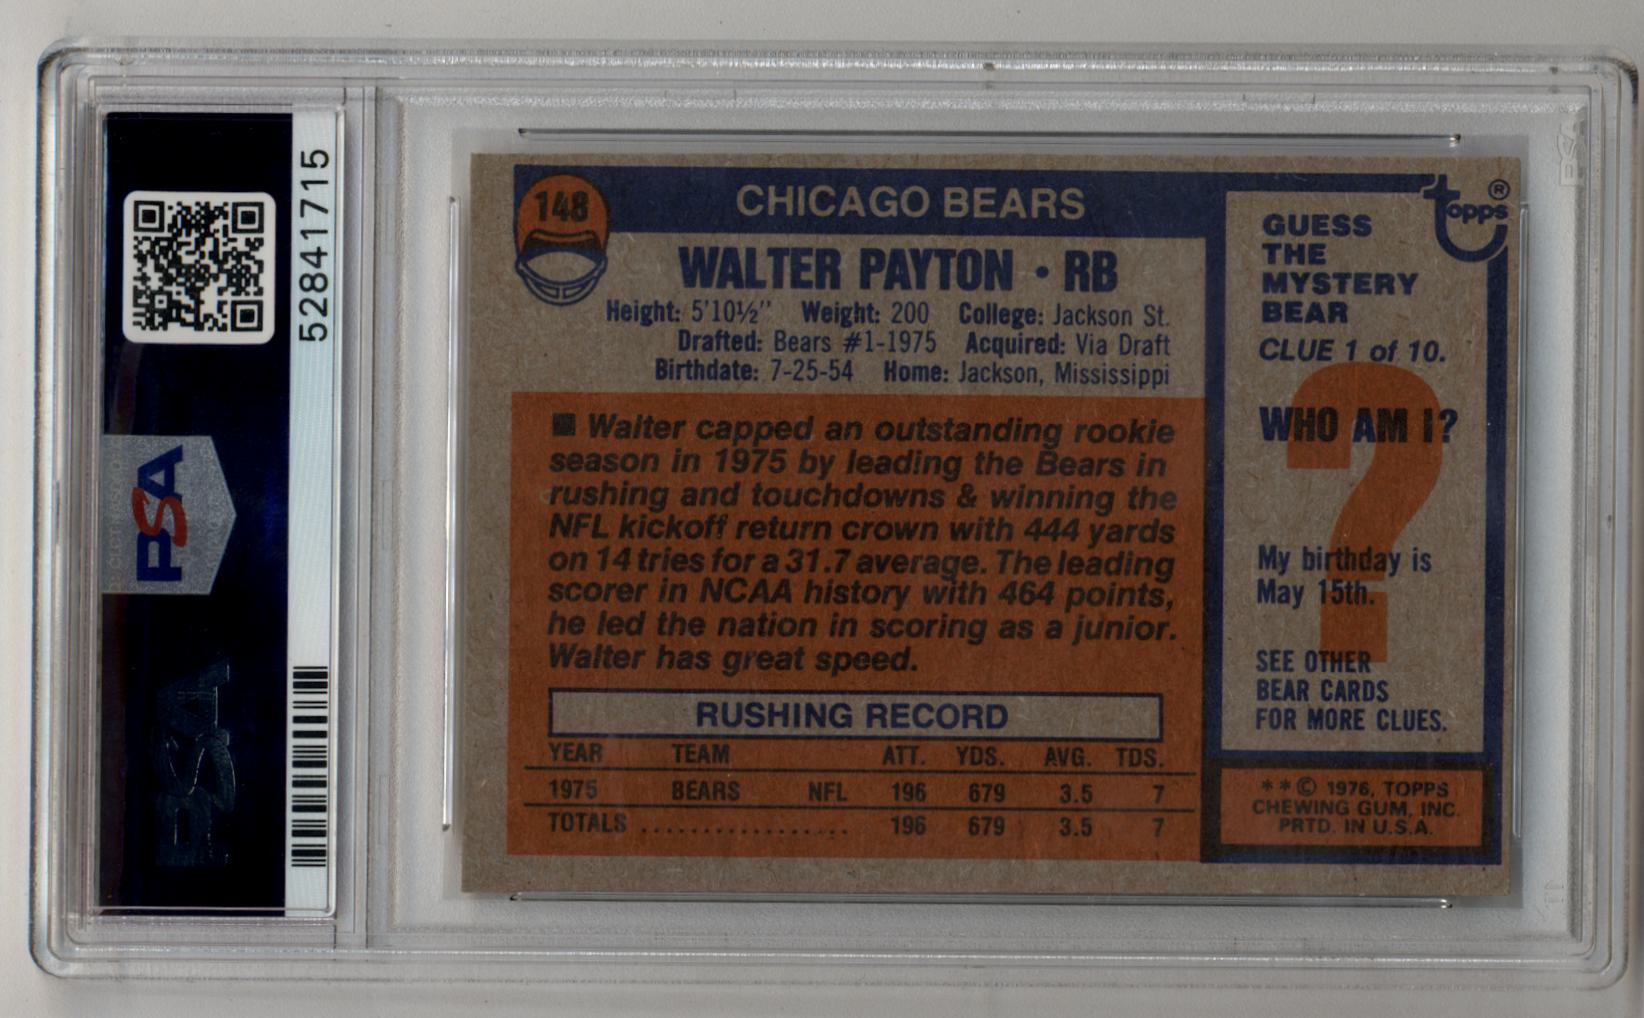 52841715
PSA
PSA
PSA
148
CHICAGO BEARS
WALTER PAYTON • RB
Height: 5'10½" Weight: 200 College: Jackson St.
Drafted: Bears #1-1975 Acquired: Via Draft
Birthdate: 7-25-54 Home: Jackson, Mississippi
■ Walter capped an outstanding rookie
season in 1975 by leading the Bears in
rushing and touchdowns & winning the
NFL kickoff return crown with 444 yards
on 14 tries for a 31.7 average. The leading
scorer in NCAA history with 464 points,
he led the nation in scoring as a junior.
Walter has great speed.
RUSHING RECORD
YEAR TEAM ATT. YDS. AVG. TDS.
1975 BEARS NFL 196 679 3.5 7
TOTALS .................. 196 679 3.5 7
topps®
GUESS
THE
MYSTERY
BEAR
CLUE 1 of 10.
WHO AM I?
?
My birthday is
May 15th.
SEE OTHER
BEAR CARDS
FOR MORE CLUES.
**© 1976, TOPPS
CHEWING GUM, INC.
PRTD. IN U.S.A.